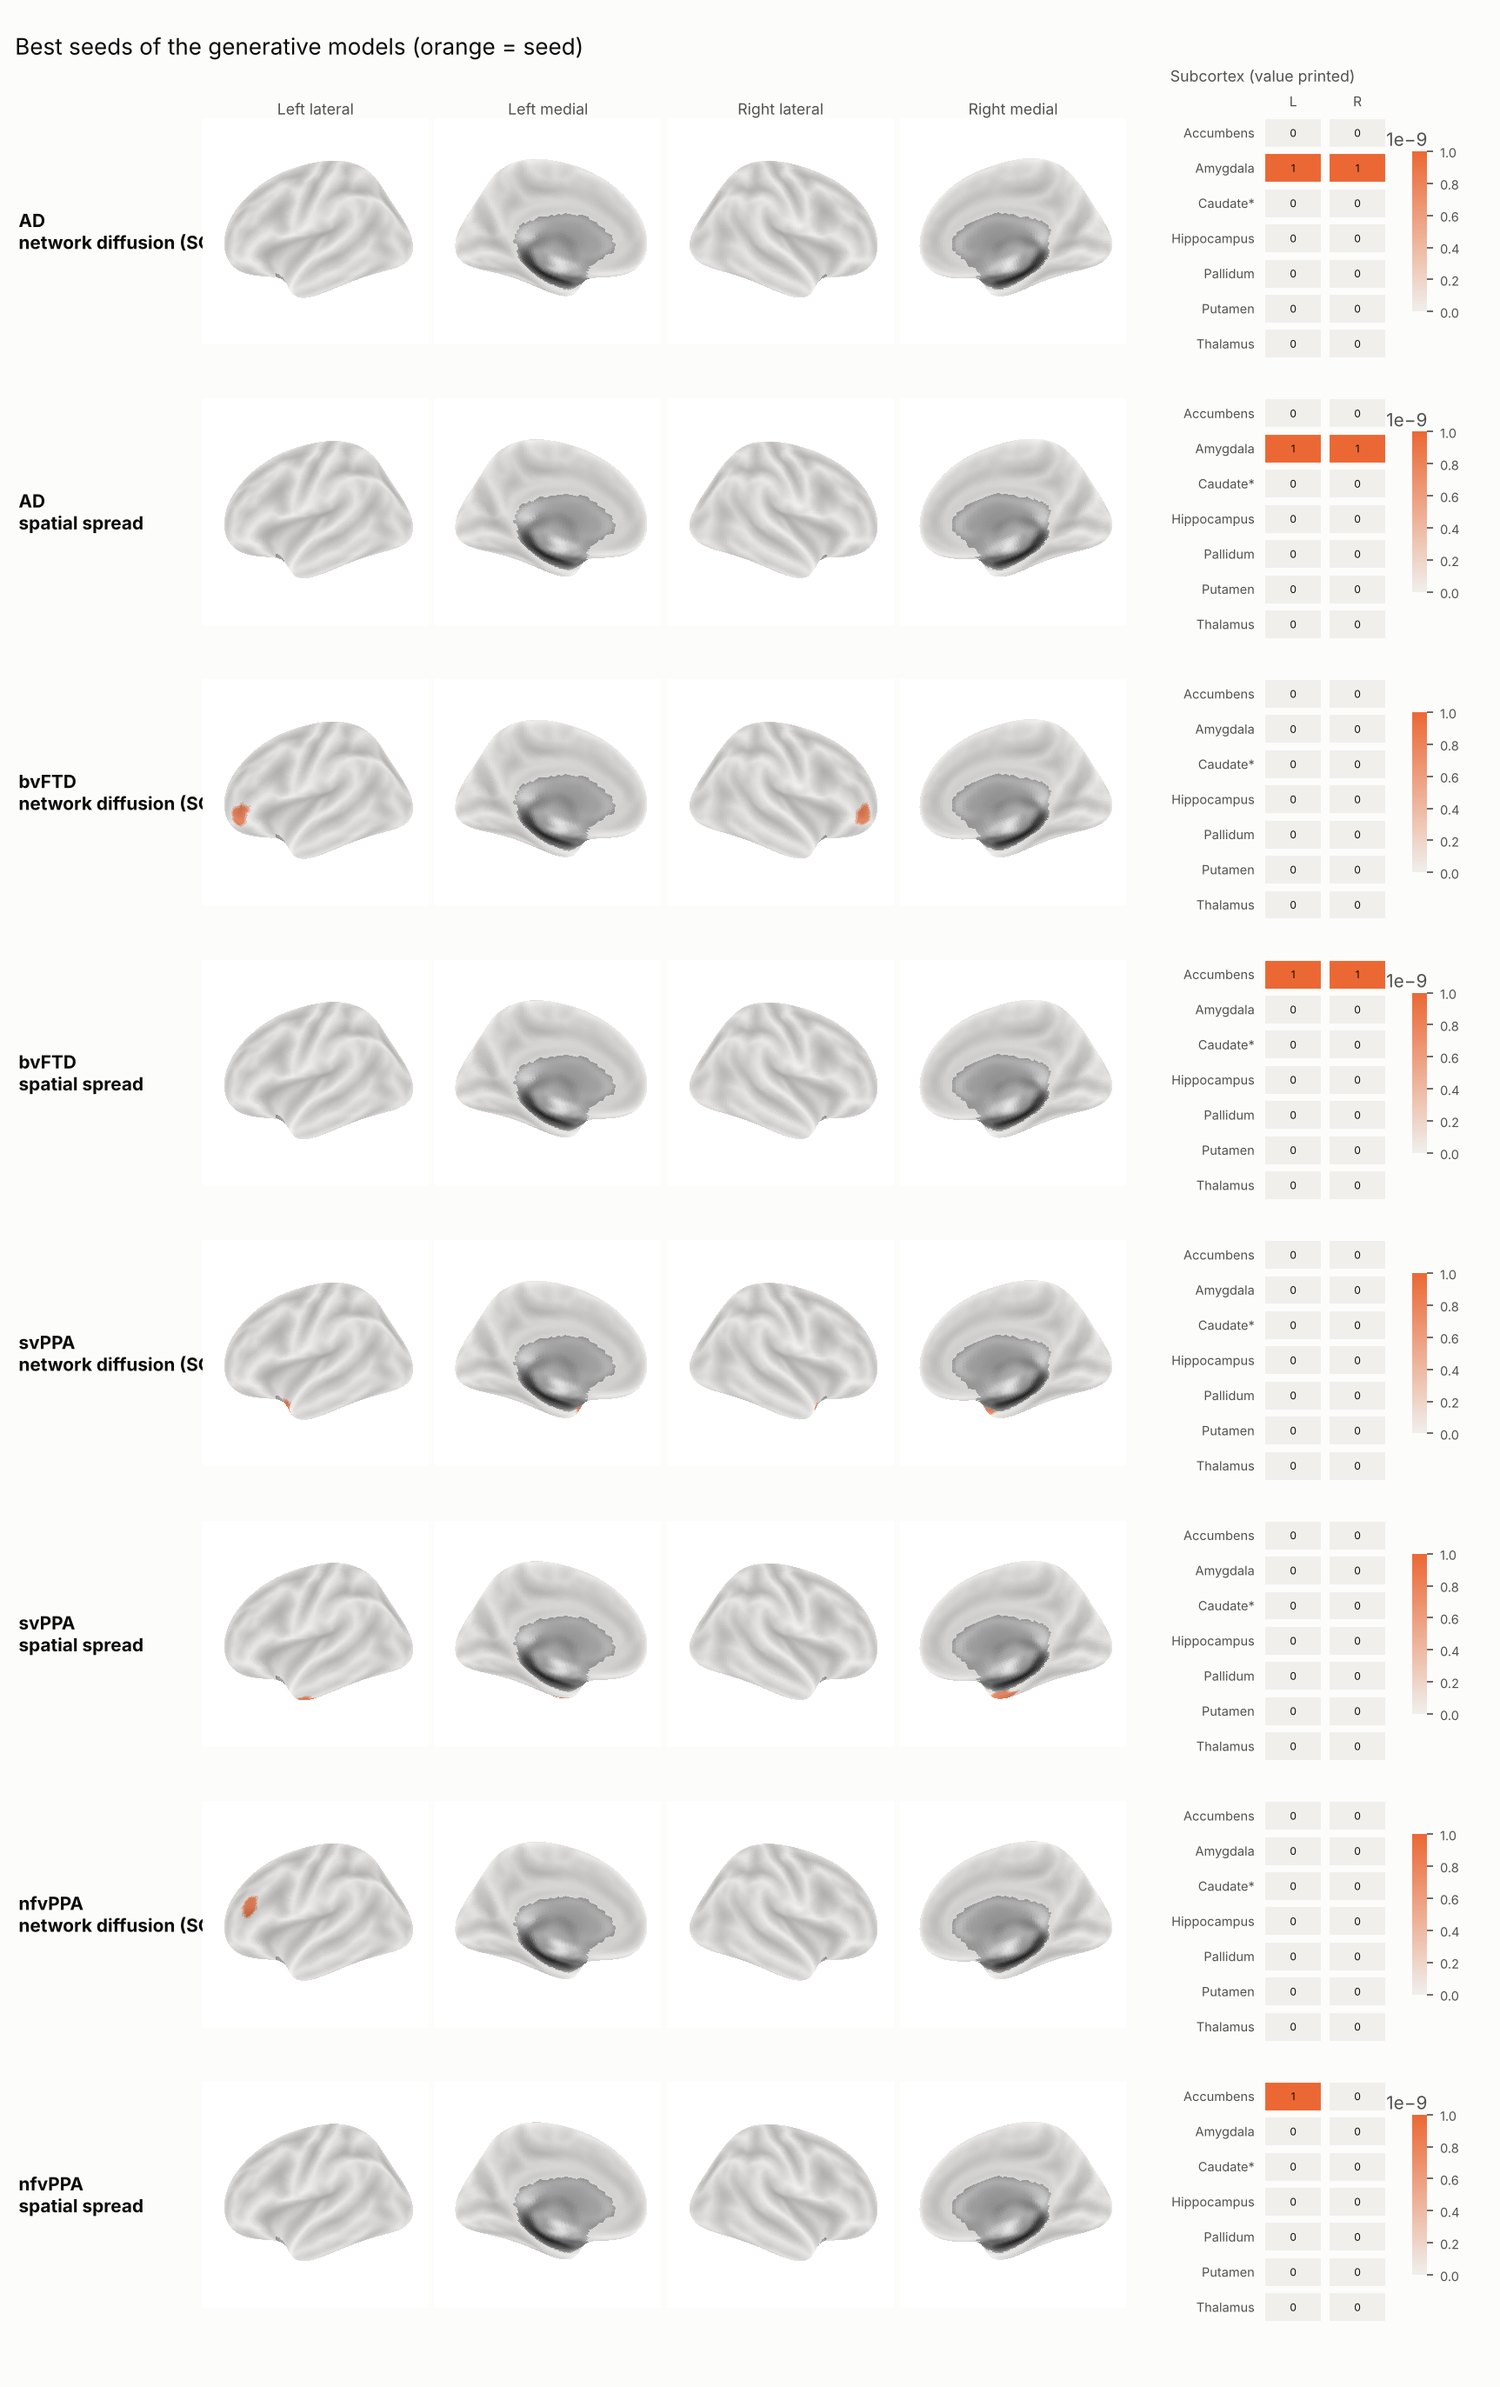 Best seeds of the generative models (orange = seed)
Subcortex (value printed)
Left lateral Left medial Right lateral Right medial L R
AD
network diffusion (SC
Accumbens 0 0
Amygdala 1 1
Caudate* 0 0
Hippocampus 0 0
Pallidum 0 0
Putamen 0 0
Thalamus 0 0
1e−9
1.0
0.8
0.6
0.4
0.2
0.0
AD
spatial spread
Accumbens 0 0
Amygdala 1 1
Caudate* 0 0
Hippocampus 0 0
Pallidum 0 0
Putamen 0 0
Thalamus 0 0
1e−9
1.0
0.8
0.6
0.4
0.2
0.0
bvFTD
network diffusion (SC
Accumbens 0 0
Amygdala 0 0
Caudate* 0 0
Hippocampus 0 0
Pallidum 0 0
Putamen 0 0
Thalamus 0 0
1.0
0.8
0.6
0.4
0.2
0.0
bvFTD
spatial spread
Accumbens 1 1
Amygdala 0 0
Caudate* 0 0
Hippocampus 0 0
Pallidum 0 0
Putamen 0 0
Thalamus 0 0
1e−9
1.0
0.8
0.6
0.4
0.2
0.0
svPPA
network diffusion (SC
Accumbens 0 0
Amygdala 0 0
Caudate* 0 0
Hippocampus 0 0
Pallidum 0 0
Putamen 0 0
Thalamus 0 0
1.0
0.8
0.6
0.4
0.2
0.0
svPPA
spatial spread
Accumbens 0 0
Amygdala 0 0
Caudate* 0 0
Hippocampus 0 0
Pallidum 0 0
Putamen 0 0
Thalamus 0 0
1.0
0.8
0.6
0.4
0.2
0.0
nfvPPA
network diffusion (SC
Accumbens 0 0
Amygdala 0 0
Caudate* 0 0
Hippocampus 0 0
Pallidum 0 0
Putamen 0 0
Thalamus 0 0
1.0
0.8
0.6
0.4
0.2
0.0
nfvPPA
spatial spread
Accumbens 1 0
Amygdala 0 0
Caudate* 0 0
Hippocampus 0 0
Pallidum 0 0
Putamen 0 0
Thalamus 0 0
1e−9
1.0
0.8
0.6
0.4
0.2
0.0